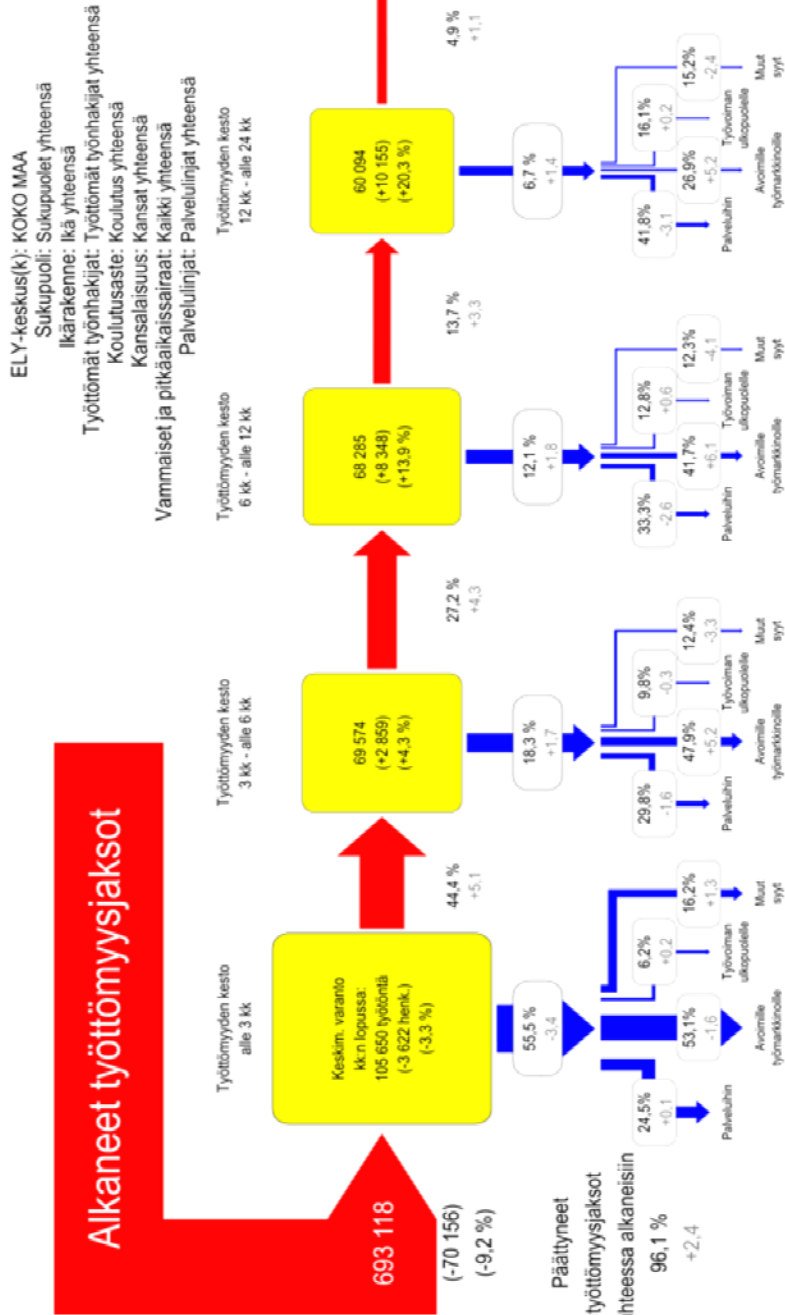 ELY-keskus(k): KOKO MAA
Sukupuoli: Sukupuolet yhteensä
Ikärakenne: Ikä yhteensä
Työttömät työnhakijat: Työttömät työnhakijat yhteensä
Koulutusaste: Koulutus yhteensä
Kansalaisuus: Kansat yhteensä
Vammaiset ja pitkäaikaissairaat: Kaikki yhteensä
Palvelulinjat: Palvelulinjat yhteensä
Alkaneet työttömyysjaksot
693 118
(-70 156)
(-9,2 %)
Työttömyyden kesto
alle 3 kk
Keskim. varanto
kk:n lopussa:
105 650 työtöntä
(-3 622 henk.)
(-3,3 %)
44,4 %
+5,1
Työttömyyden kesto
3 kk - alle 6 kk
69 574
(+2 859)
(+4,3 %)
27,2 %
+4,3
Työttömyyden kesto
6 kk - alle 12 kk
68 285
(+8 348)
(+13,9 %)
13,7 %
+3,3
Työttömyyden kesto
12 kk - alle 24 kk
60 094
(+10 155)
(+20,3 %)
4,9 %
+1,1
Päättyneet
työttömyysjaksot
hteessa alkaneisiin
96,1 %
+2,4
55,5 %
-3,4
24,5%
+0,1
Palveluihin
53,1%
-1,6
Avoimille
työmarkkinoille
6,2%
+0,2
Työvoiman
ulkopuolelle
16,2%
+1,3
Muut
syyt
18,3 %
+1,7
29,8%
-1,6
Palveluihin
47,9%
+5,2
Avoimille
työmarkkinoille
9,8%
-0,3
Työvoiman
ulkopuolelle
12,4%
-3,3
Muut
syyt
12,1 %
+1,8
33,3%
-2,6
Palveluihin
41,7%
+6,1
Avoimille
työmarkkinoille
12,8%
+0,6
Työvoiman
ulkopuolelle
12,3%
-4,1
Muut
syyt
6,7 %
+1,4
41,8%
-3,1
Palveluihin
26,9%
+5,2
Avoimille
työmarkkinoille
16,1%
+0,2
Työvoiman
ulkopuolelle
15,2%
-2,4
Muut
syyt